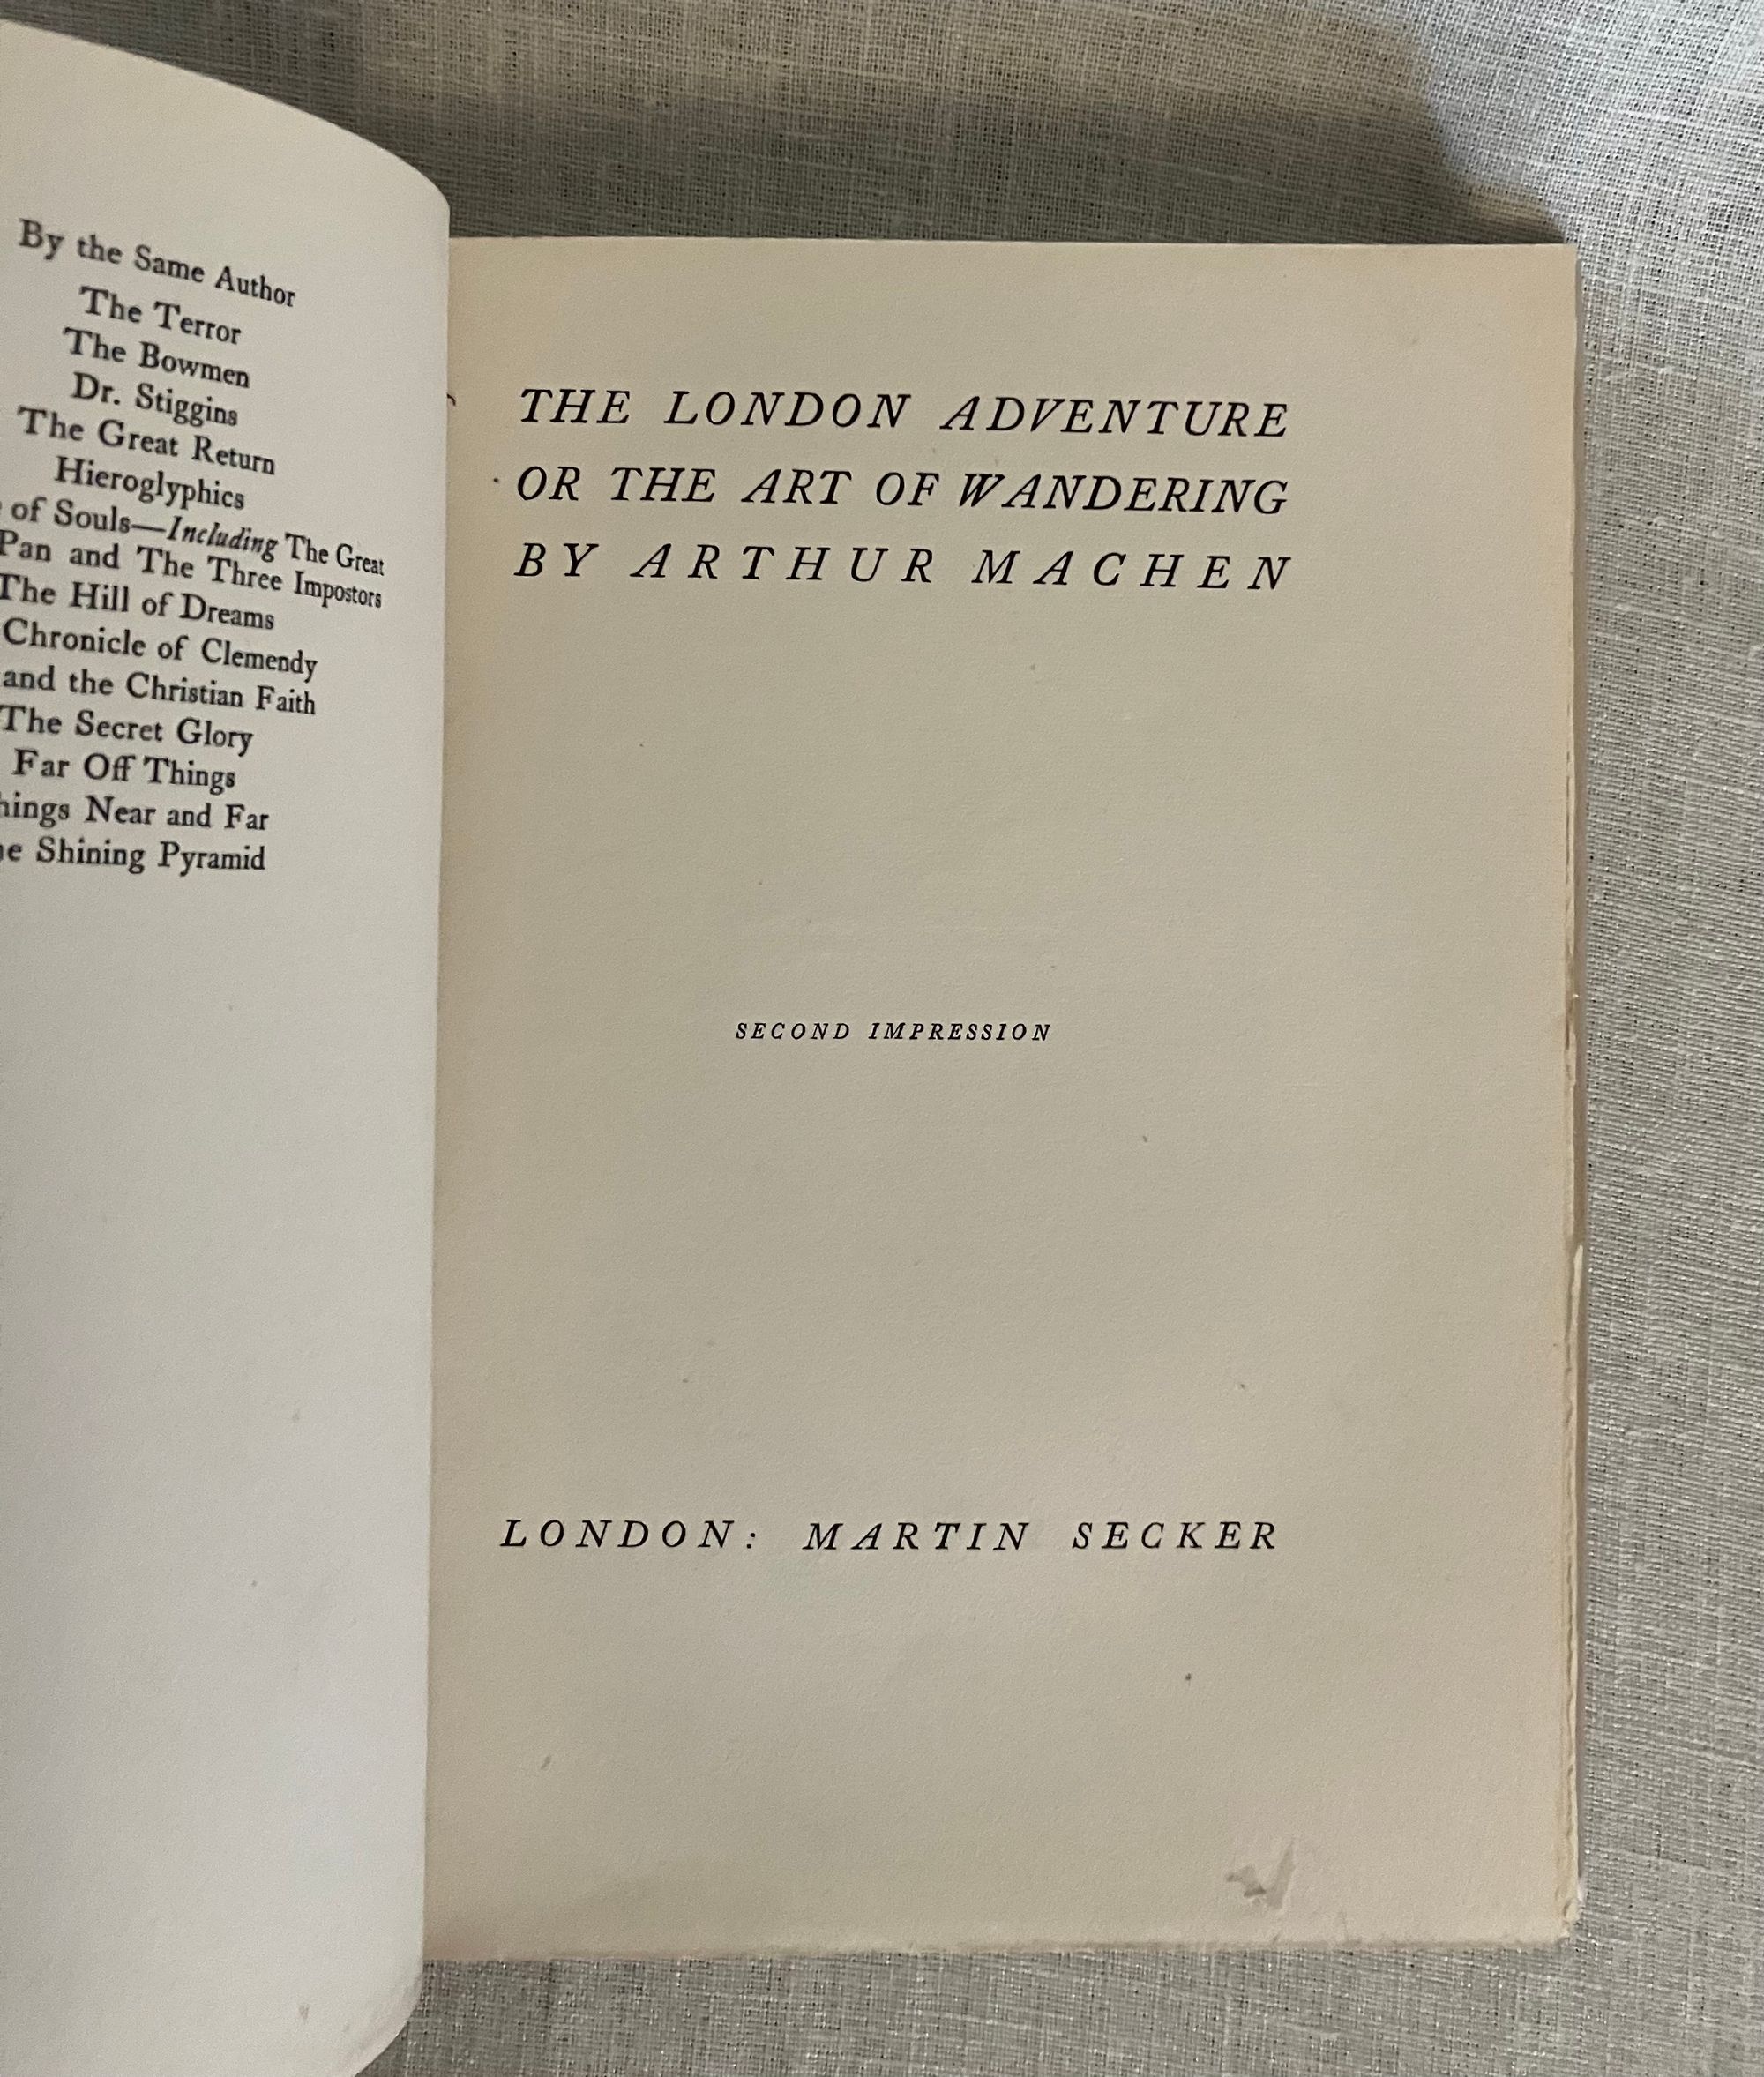 By the Same Author
The Terror
The Bowmen
Dr. Stiggins
The Great Return
Hieroglyphics
of Souls—Including The Great
Pan and The Three Impostors
The Hill of Dreams
Chronicle of Clemendy
and the Christian Faith
The Secret Glory
Far Off Things
Near and Far
Shining Pyramid
THE LONDON ADVENTURE
OR THE ART OF WANDERING
BY ARTHUR MACHEN
SECOND IMPRESSION
LONDON: MARTIN SECKER